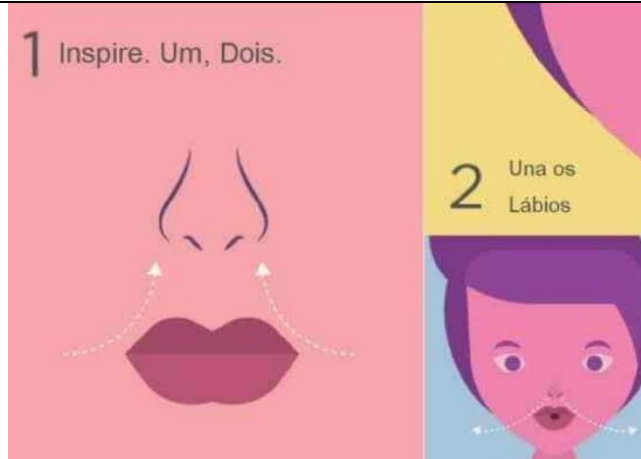 1 Inspire. Um, Dois.
2 Una os
Lábios